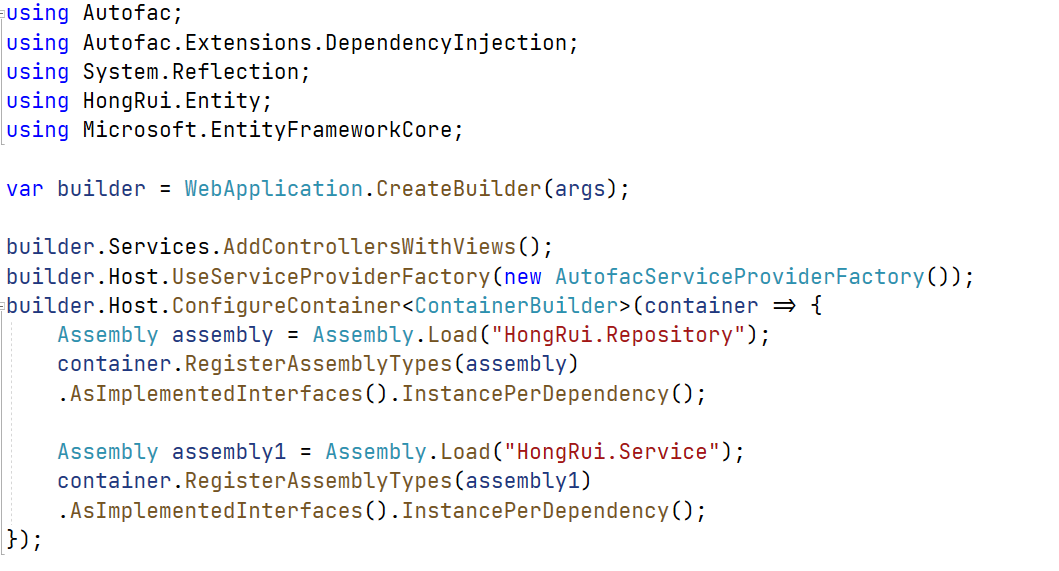 using Autofac;
using Autofac.Extensions.DependencyInjection;
using System.Reflection;
using HongRui.Entity;
using Microsoft.EntityFrameworkCore;
var builder = WebApplication.CreateBuilder(args);
builder.Services.AddControllersWithViews();
builder.Host.UseServiceProviderFactory(new AutofacServiceProviderFactory());
builder.Host.ConfigureContainer<ContainerBuilder>(container => {
    Assembly assembly = Assembly.Load("HongRui.Repository");
    container.RegisterAssemblyTypes(assembly)
    .AsImplementedInterfaces().InstancePerDependency();
    Assembly assembly1 = Assembly.Load("HongRui.Service");
    container.RegisterAssemblyTypes(assembly1)
    .AsImplementedInterfaces().InstancePerDependency();
});